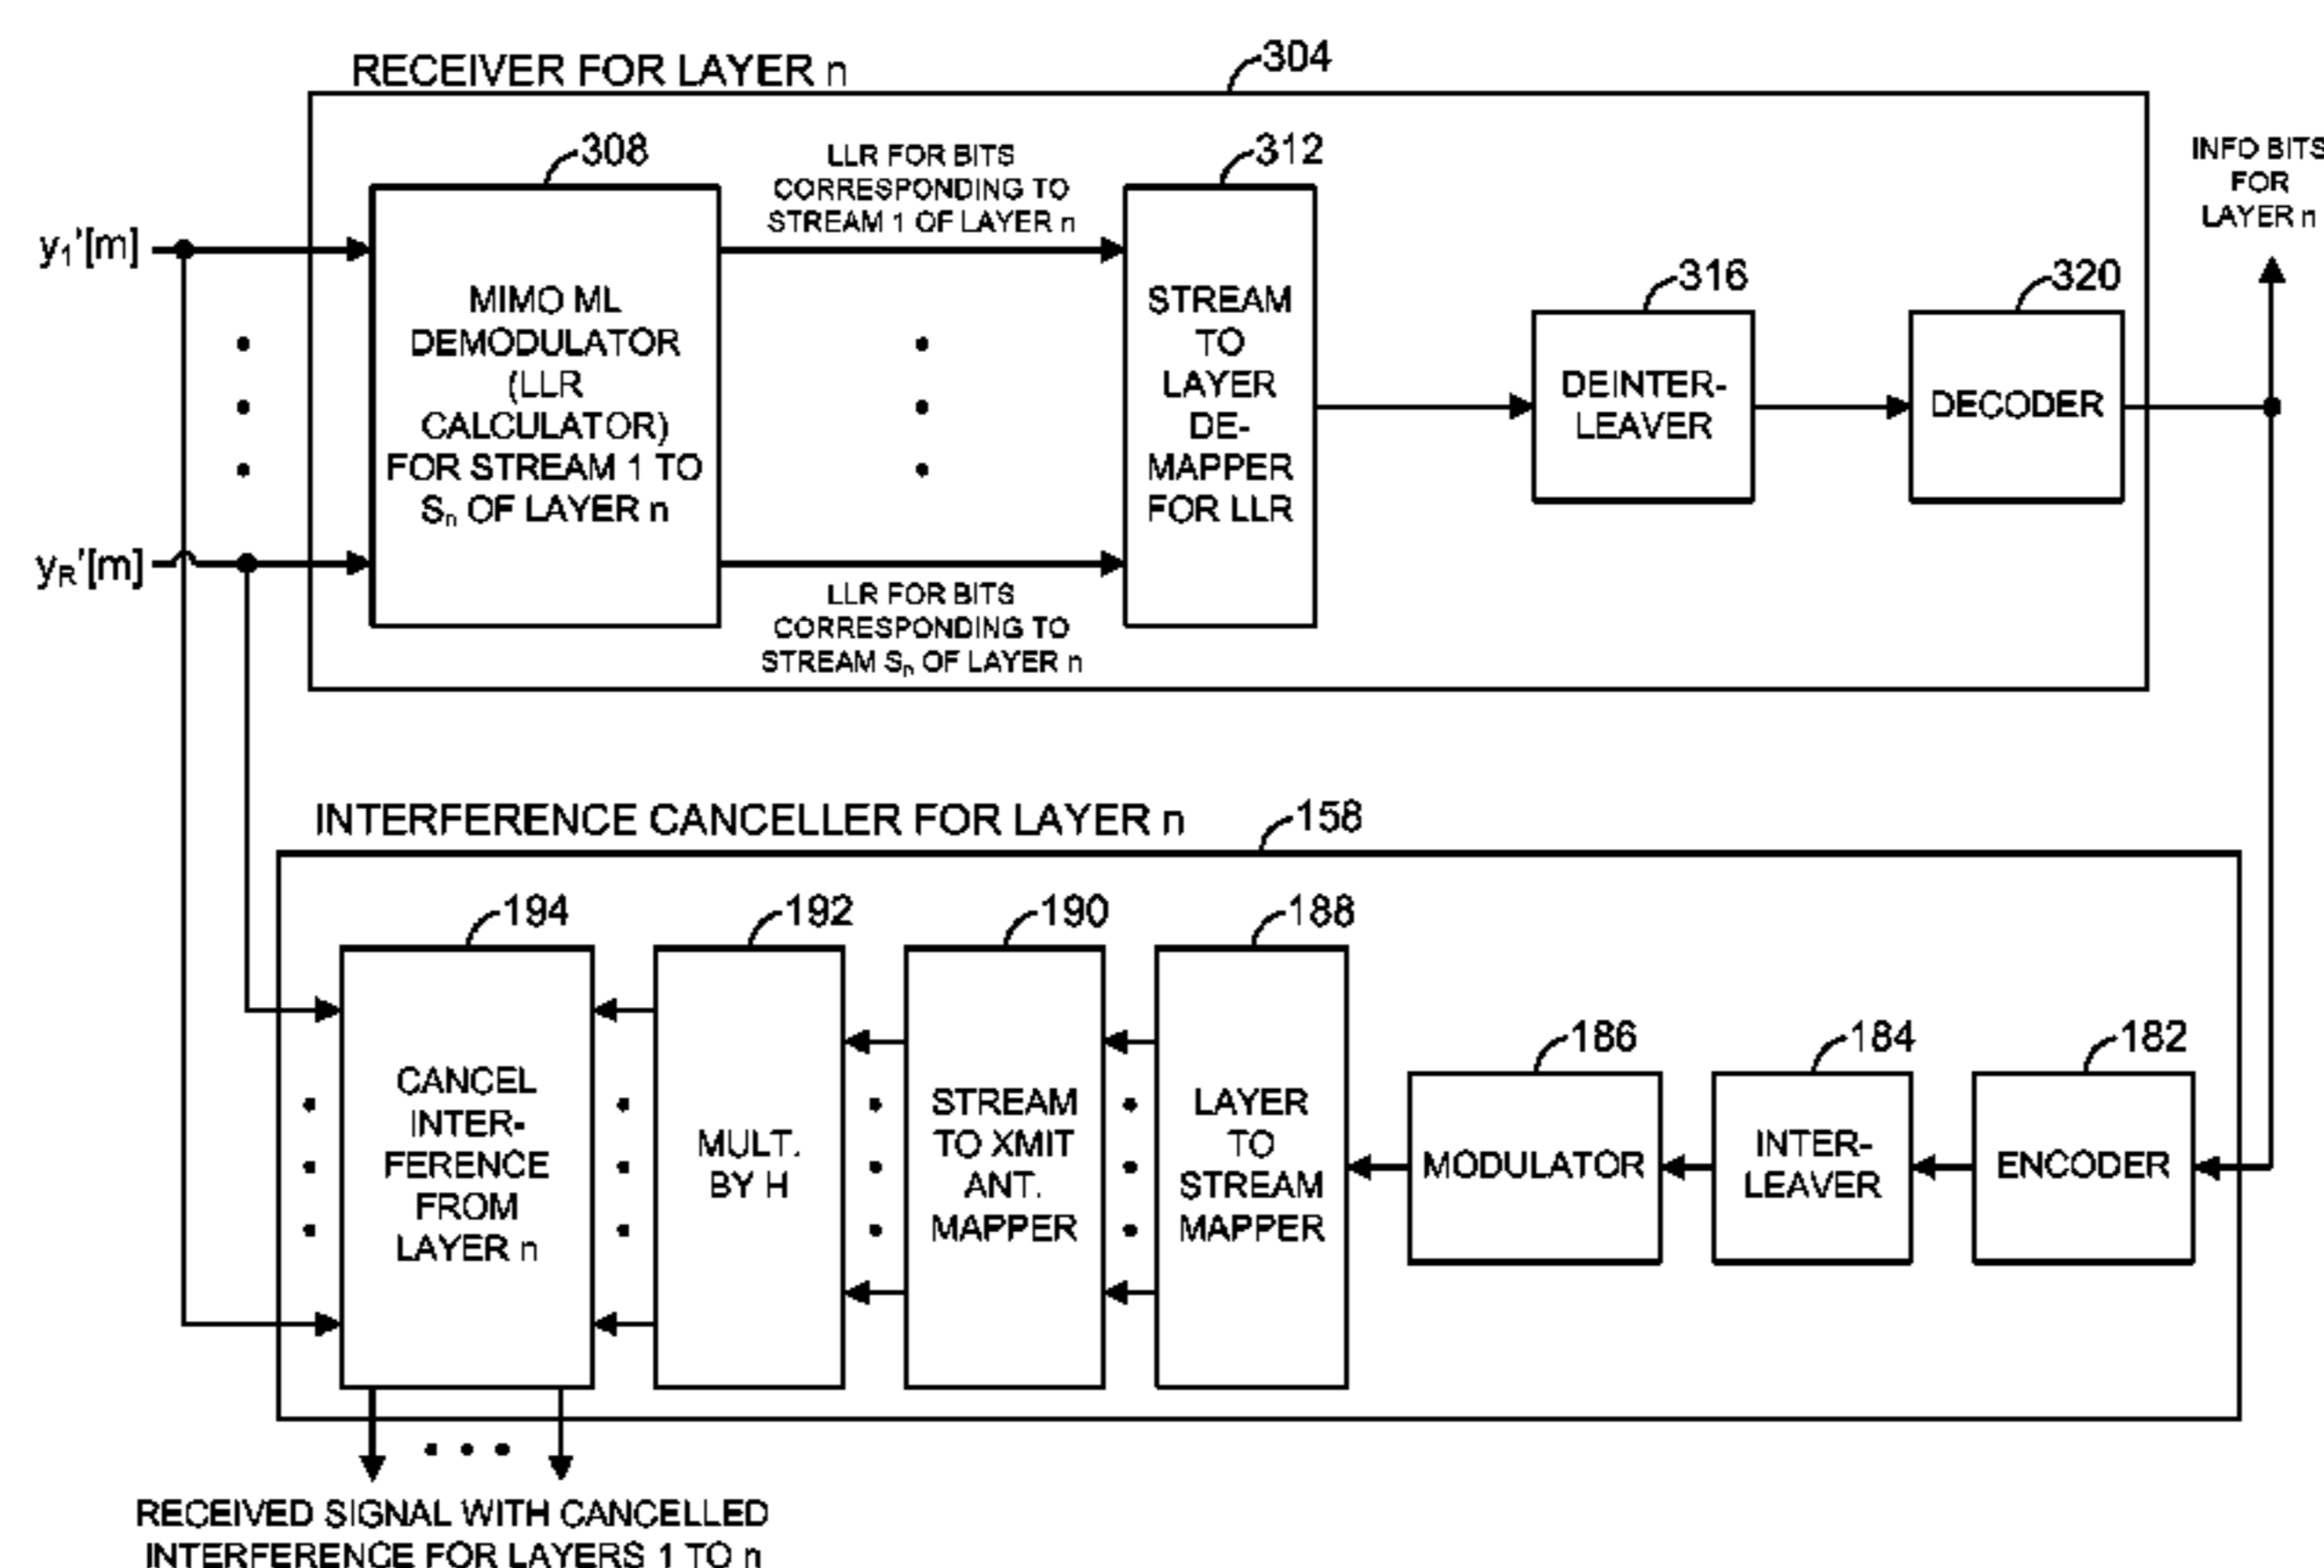 RECEIVER FOR LAYER n
304
308
LLR FOR BITS
CORRESPONDING TO
STREAM 1 OF LAYER n
312
INFO BITS
FOR
LAYER n
y₁'[m]
MIMO ML
DEMODULATOR
(LLR
CALCULATOR)
FOR STREAM 1 TO
Sₙ OF LAYER n
STREAM
TO
LAYER
DE-
MAPPER
FOR LLR
316
DEINTER-
LEAVER
320
DECODER
y_R'[m]
LLR FOR BITS
CORRESPONDING TO
STREAM Sₙ OF LAYER n
INTERFERENCE CANCELLER FOR LAYER n
158
194
CANCEL
INTER-
FERENCE
FROM
LAYER n
192
MULT.
BY H
190
STREAM
TO XMIT
ANT.
MAPPER
188
LAYER
TO
STREAM
MAPPER
186
MODULATOR
184
INTER-
LEAVER
182
ENCODER
RECEIVED SIGNAL WITH CANCELLED
INTERFERENCE FOR LAYERS 1 TO n